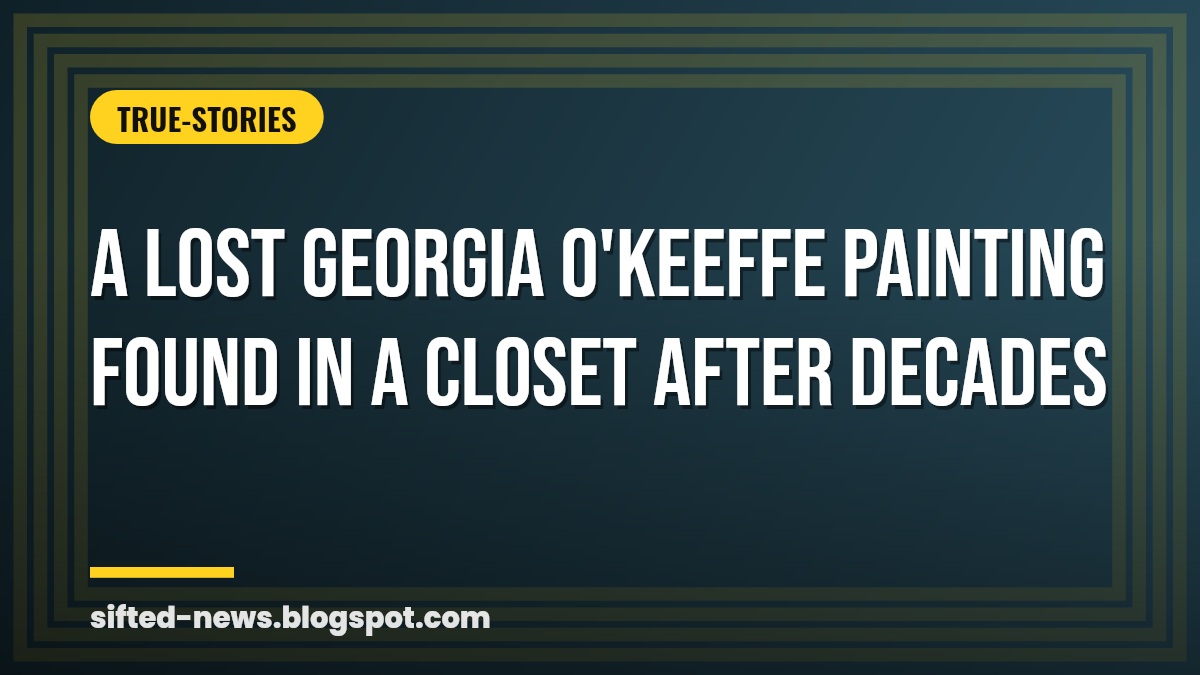 TRUE-STORIES
A LOST GEORGIA O'KEEFFE PAINTING
FOUND IN A CLOSET AFTER DECADES
sifted-news.blogspot.com